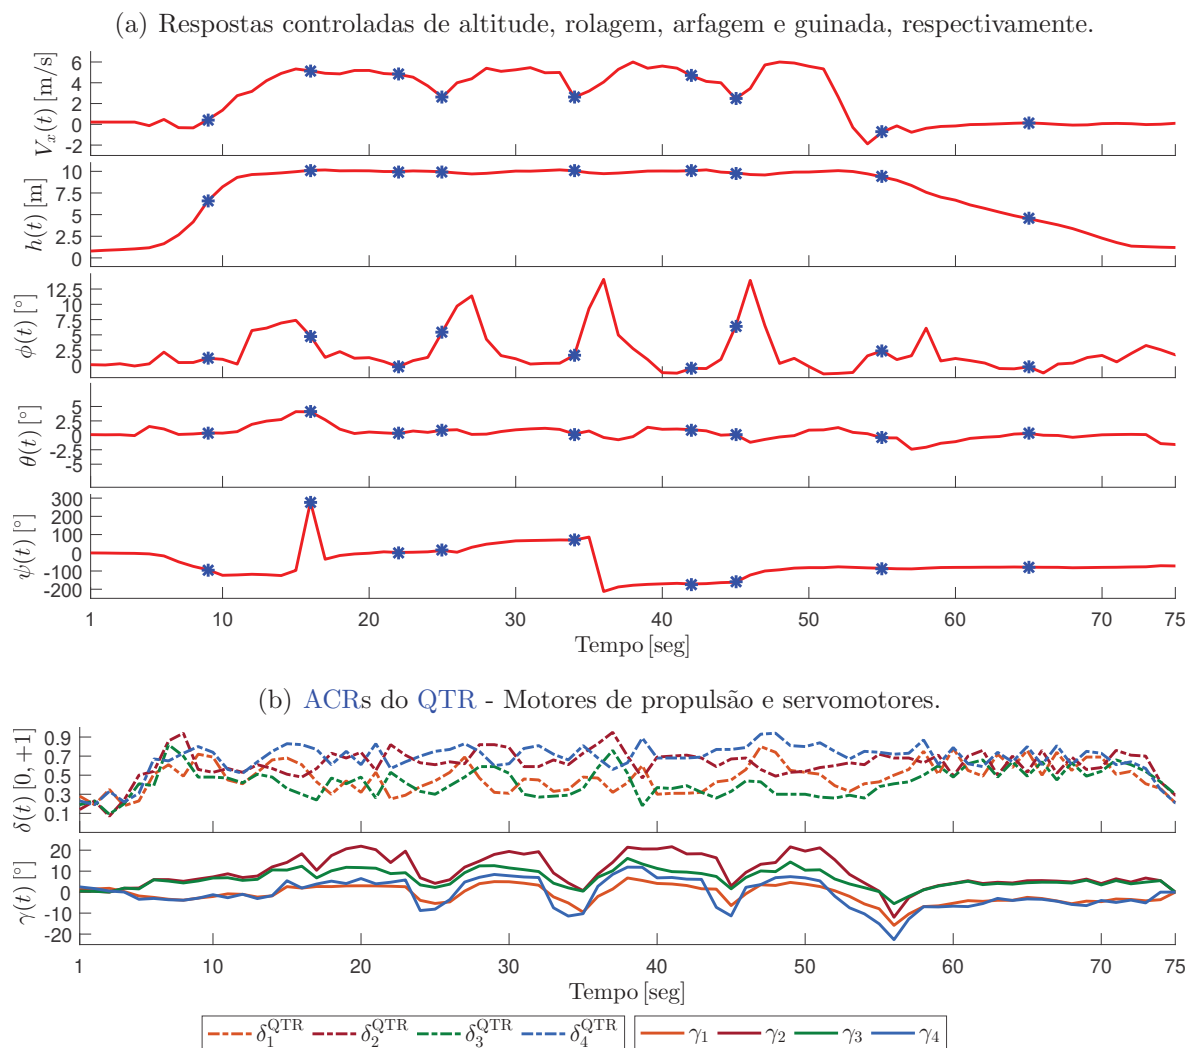 (a) Respostas controladas de altitude, rolagem, arfagem e guinada, respectivamente.
V_x(t) [m/s]
6
4
2
0
-2
h(t) [m]
10
7.5
5
2.5
0
ϕ(t) [°]
12.5
10
7.5
5
2.5
0
θ(t) [°]
5
2.5
0
-2.5
-5
ψ(t) [°]
300
200
100
0
-100
-200
1 10 20 30 40 50 60 70 75
Tempo [seg]
(b) ACRs do QTR - Motores de propulsão e servomotores.
δ(t) [0, +1]
0.9
0.7
0.5
0.3
0.1
γ(t) [°]
20
10
0
-10
-20
1 10 20 30 40 50 60 70 75
Tempo [seg]
δ₁^QTR δ₂^QTR δ₃^QTR δ₄^QTR γ₁ γ₂ γ₃ γ₄